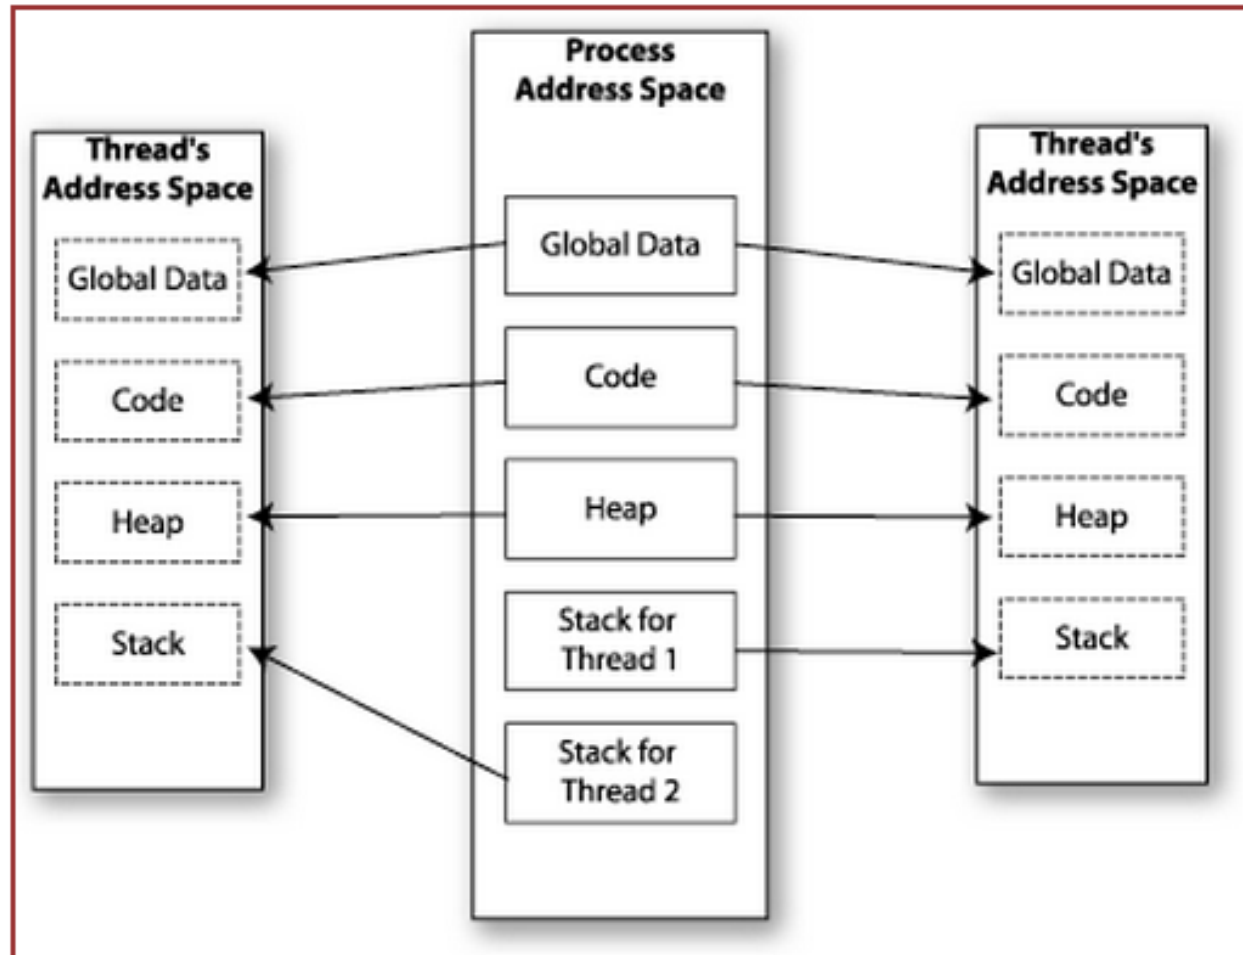 Process
Address Space
Global Data
Code
Heap
Stack for
Thread 1
Stack for
Thread 2
Thread's
Address Space
Global Data
Code
Heap
Stack
Thread's
Address Space
Global Data
Code
Heap
Stack